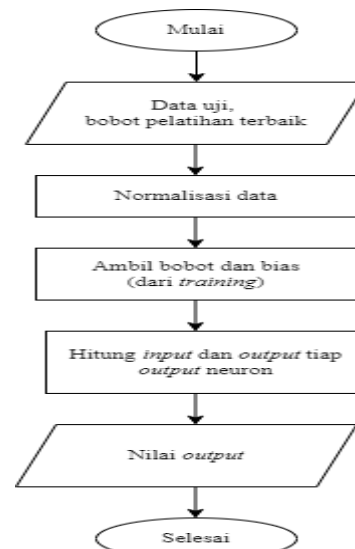 Mulai
Data uji,
bobot pelatihan terbaik
Normalisasi data
Ambil bobot dan bias
(dari training)
Hitung input dan output tiap
output neuron
Nilai output
Selesai